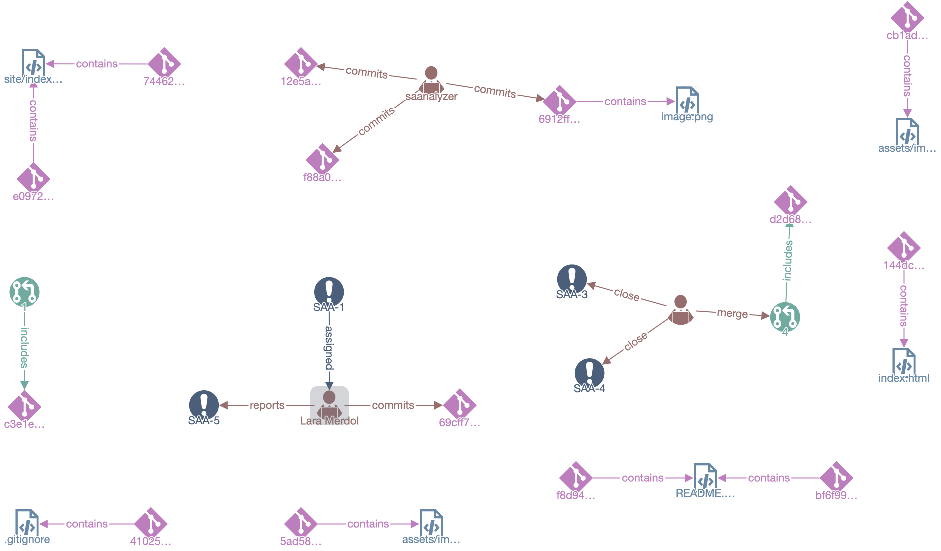 cb1ad...
contains
assets/im...
site/index...
contains
74462...
contains
e0972...
12e5a...
commits
saanalyzer
commits
6912ff...
contains
image.png
commits
f88a0...
d2d68...
includes
4
merge
close
SAA-3
close
SAA-4
144dc...
contains
index.html
includes
c3e1e...
SAA-1
assigned
SAA-5
reports
Lara Merdol
commits
69cff7...
f8d94...
contains
README....
contains
bf6f99...
.gitignore
contains
41025...
5ad58...
contains
assets/im...